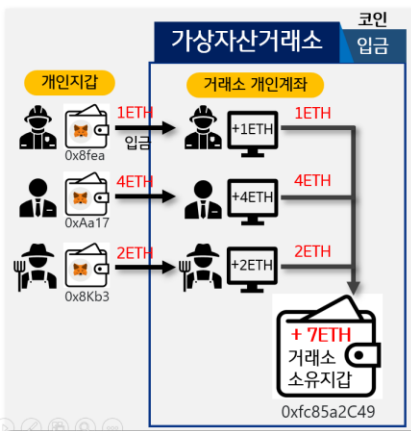 코인
가상자산거래소
입금
개인지갑
거래소 개인계좌
1ETH
입금
+1ETH
1ETH
0x8fea
4ETH
+4ETH
4ETH
0xAa17
2ETH
+2ETH
2ETH
0x8Kb3
+ 7ETH
거래소
소유지갑
0xfc85a2C49